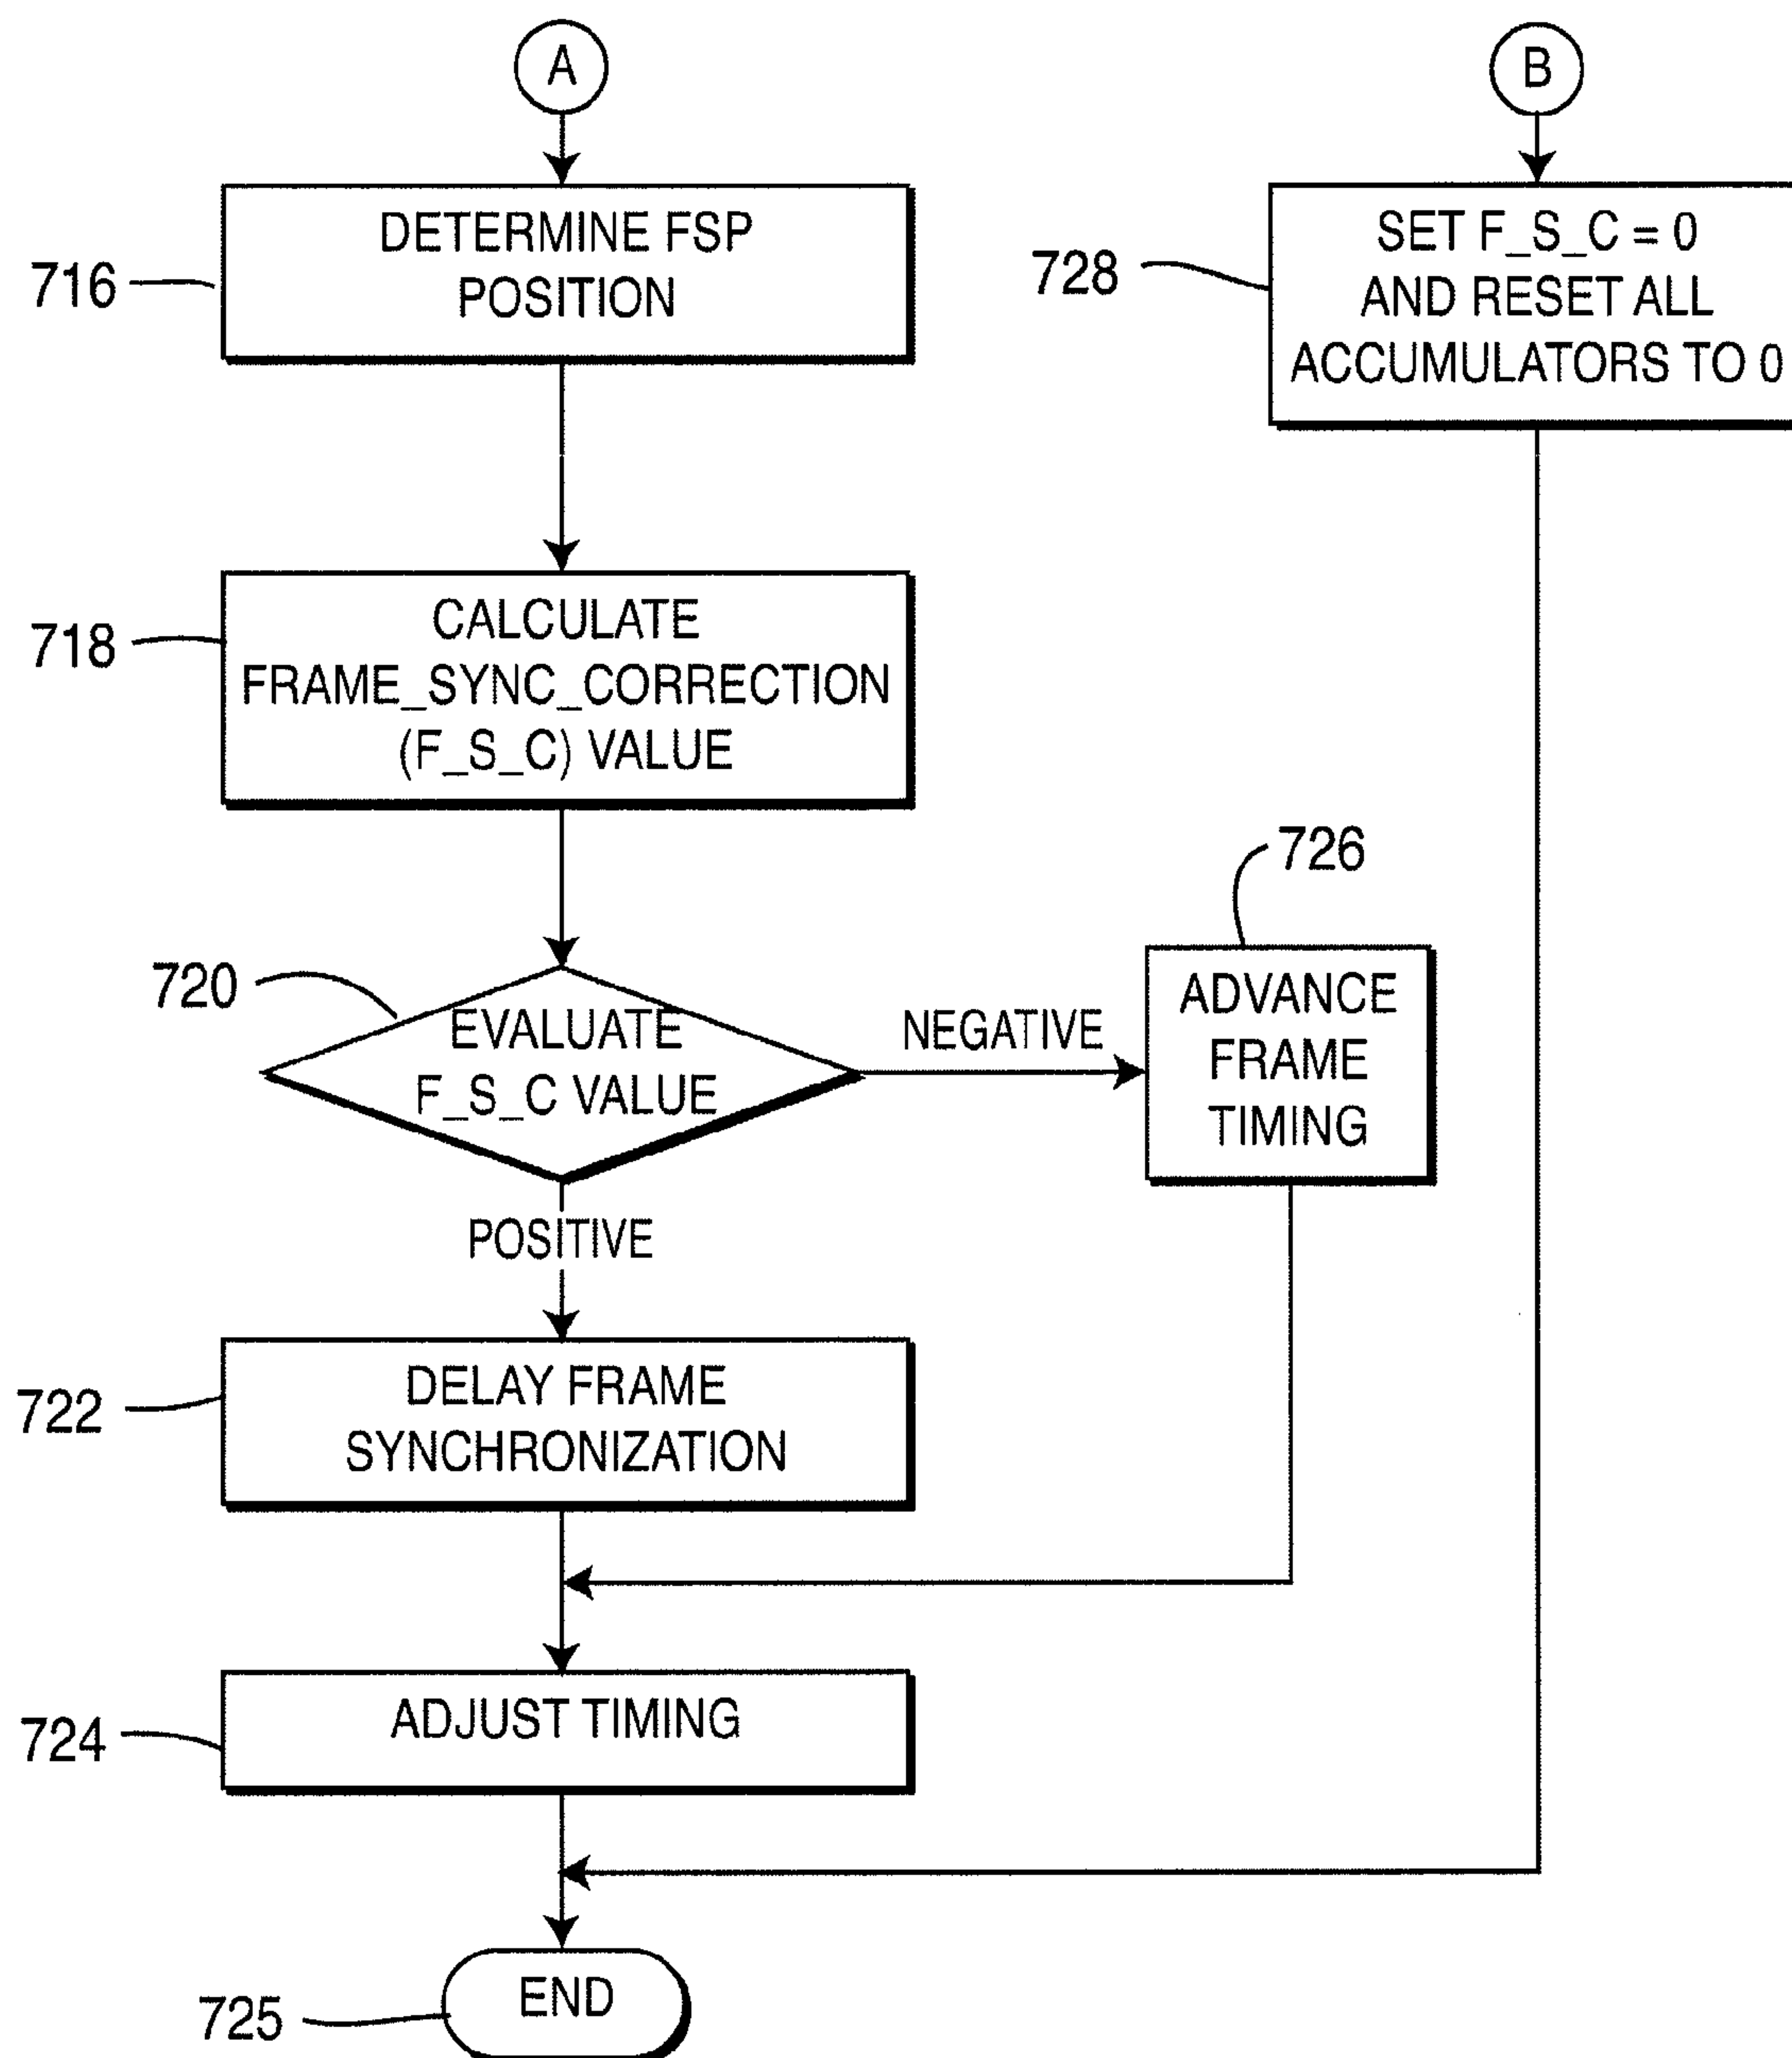 A
B
716
DETERMINE FSP
POSITION
728
SET F_S_C = 0
AND RESET ALL
ACCUMULATORS TO 0
718
CALCULATE
FRAME_SYNC_CORRECTION
(F_S_C) VALUE
720
EVALUATE
F_S_C VALUE
NEGATIVE
726
ADVANCE
FRAME
TIMING
POSITIVE
722
DELAY FRAME
SYNCHRONIZATION
724
ADJUST TIMING
725
END